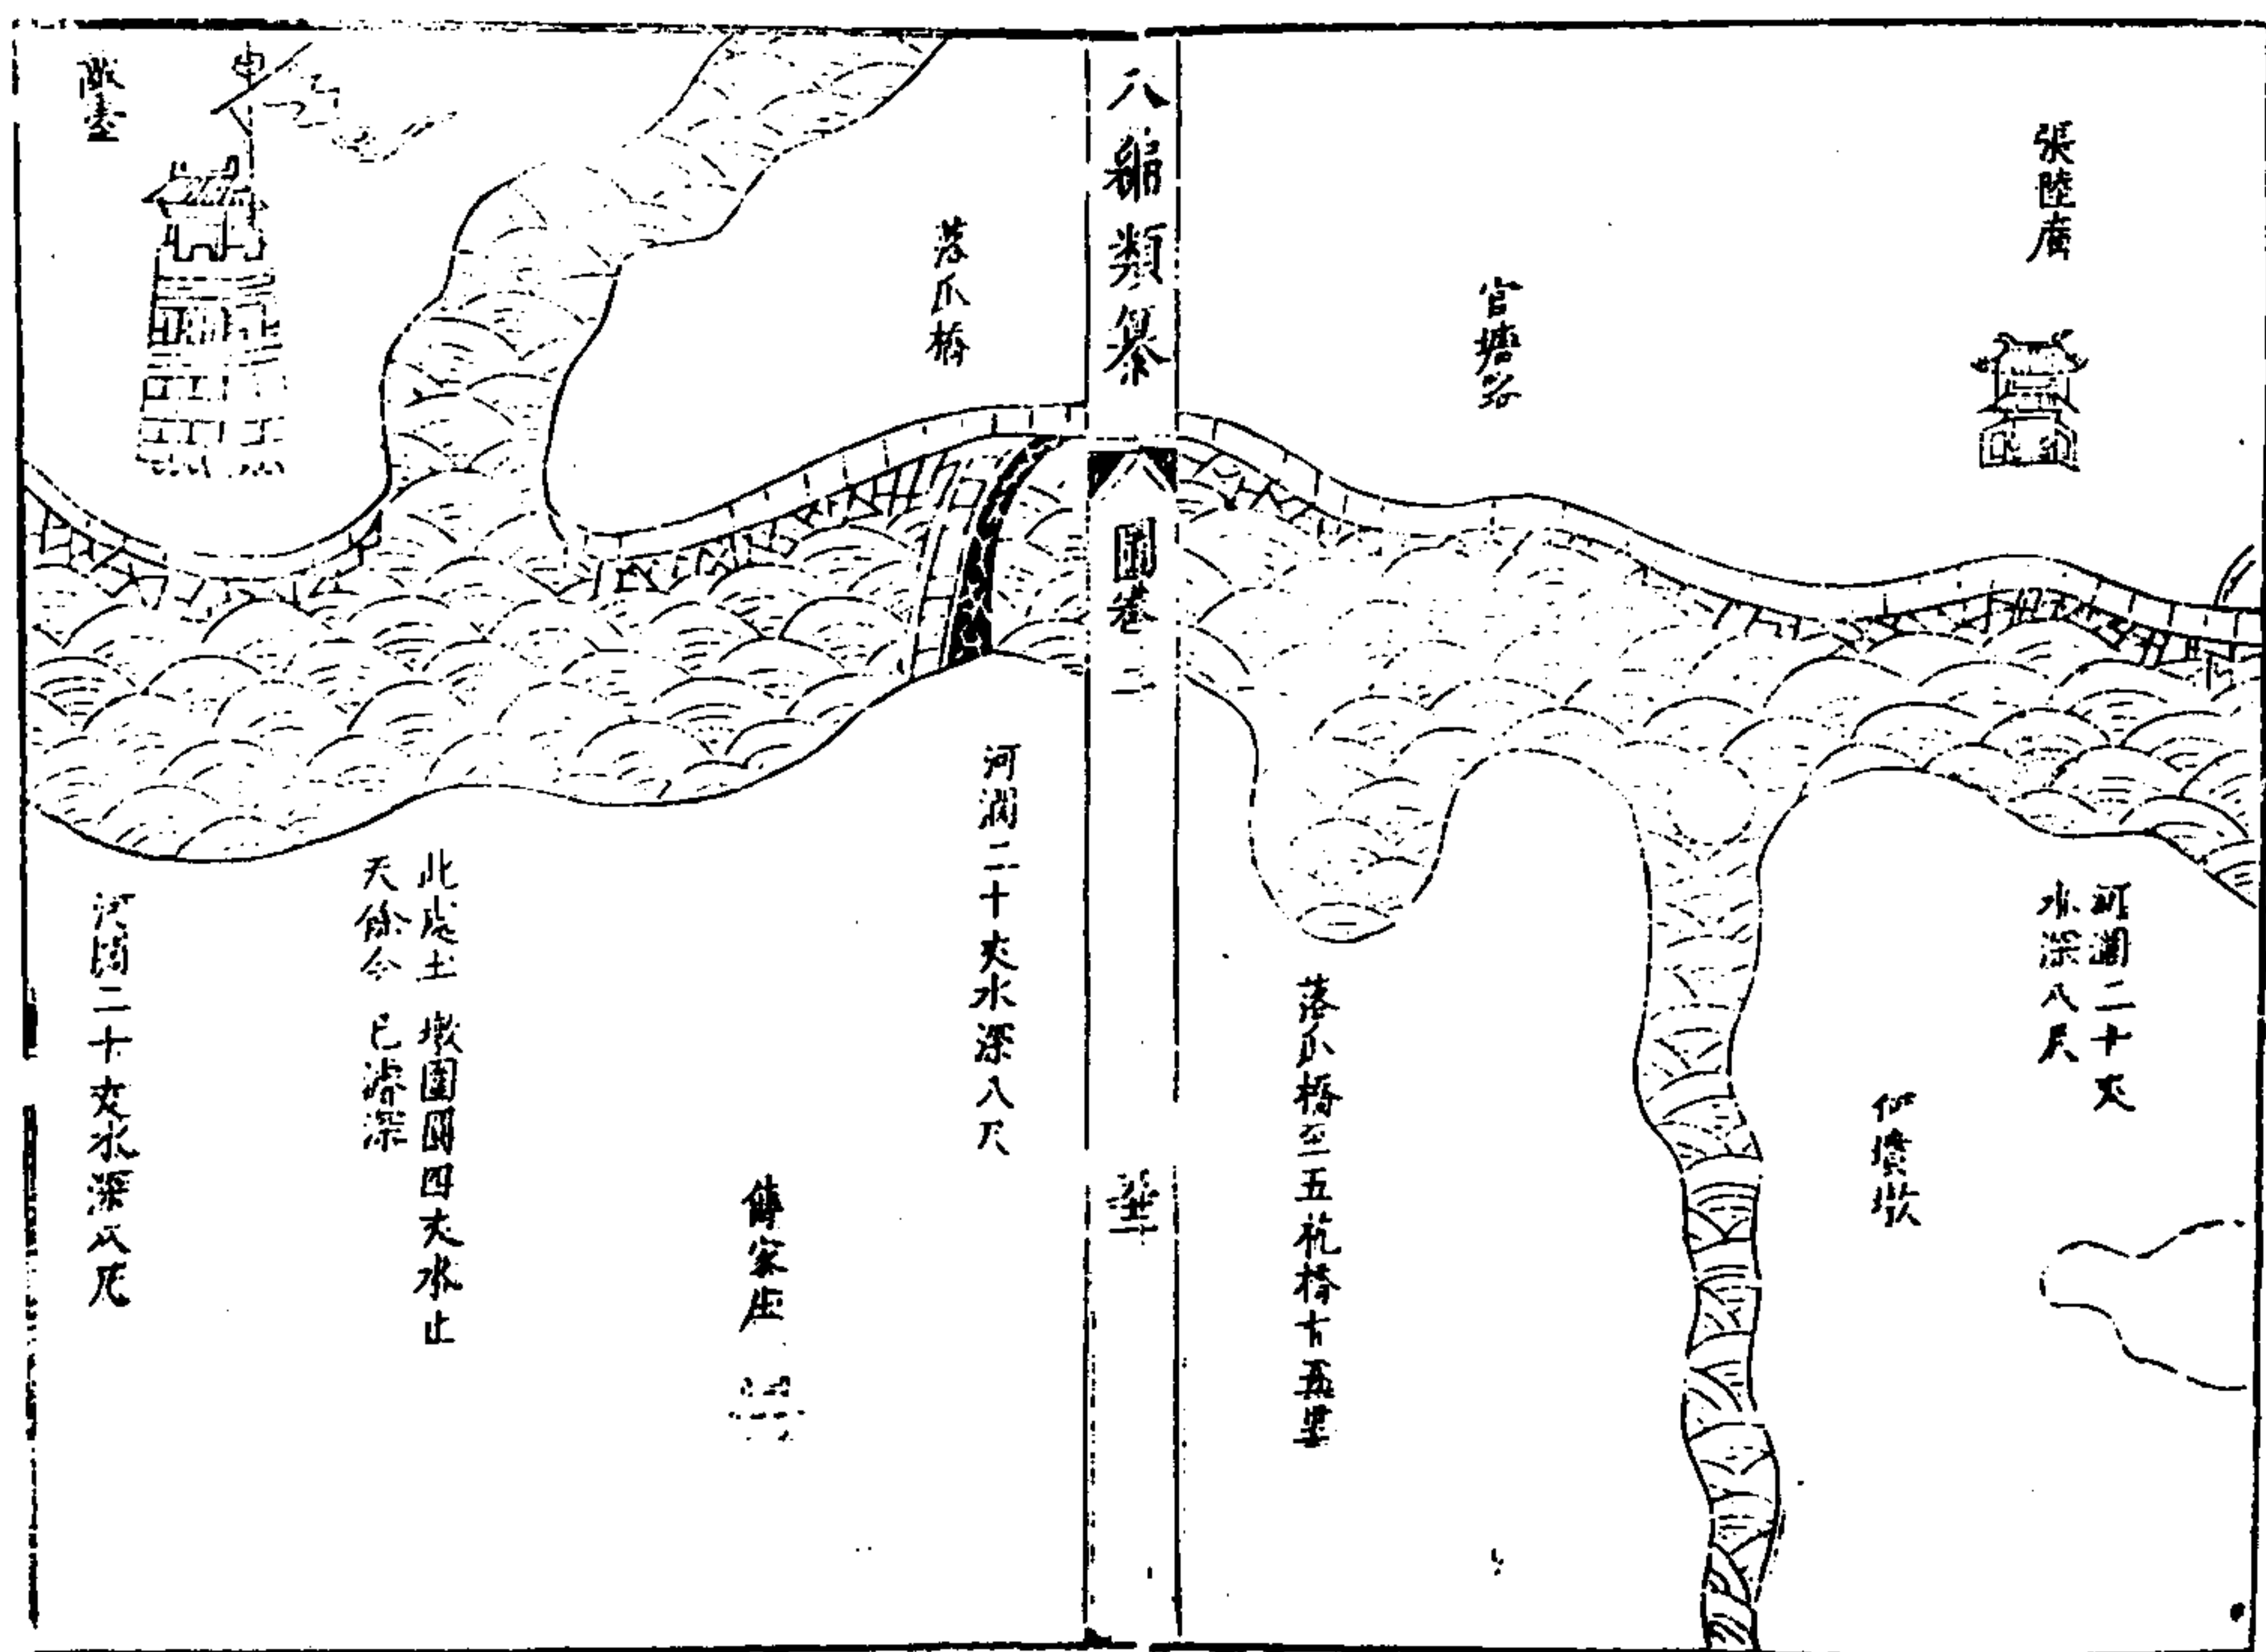 張陸庿
官塘路
河濶二十丈
水深八尺
落瓜橋至五杭橋十五里
八編類纂
圖卷二
落瓜橋
河濶二十丈水深八尺
傅家庄
敵臺
此處土墩圍圓四丈水止
天餘今已濬深
河濶二十丈水深八尺